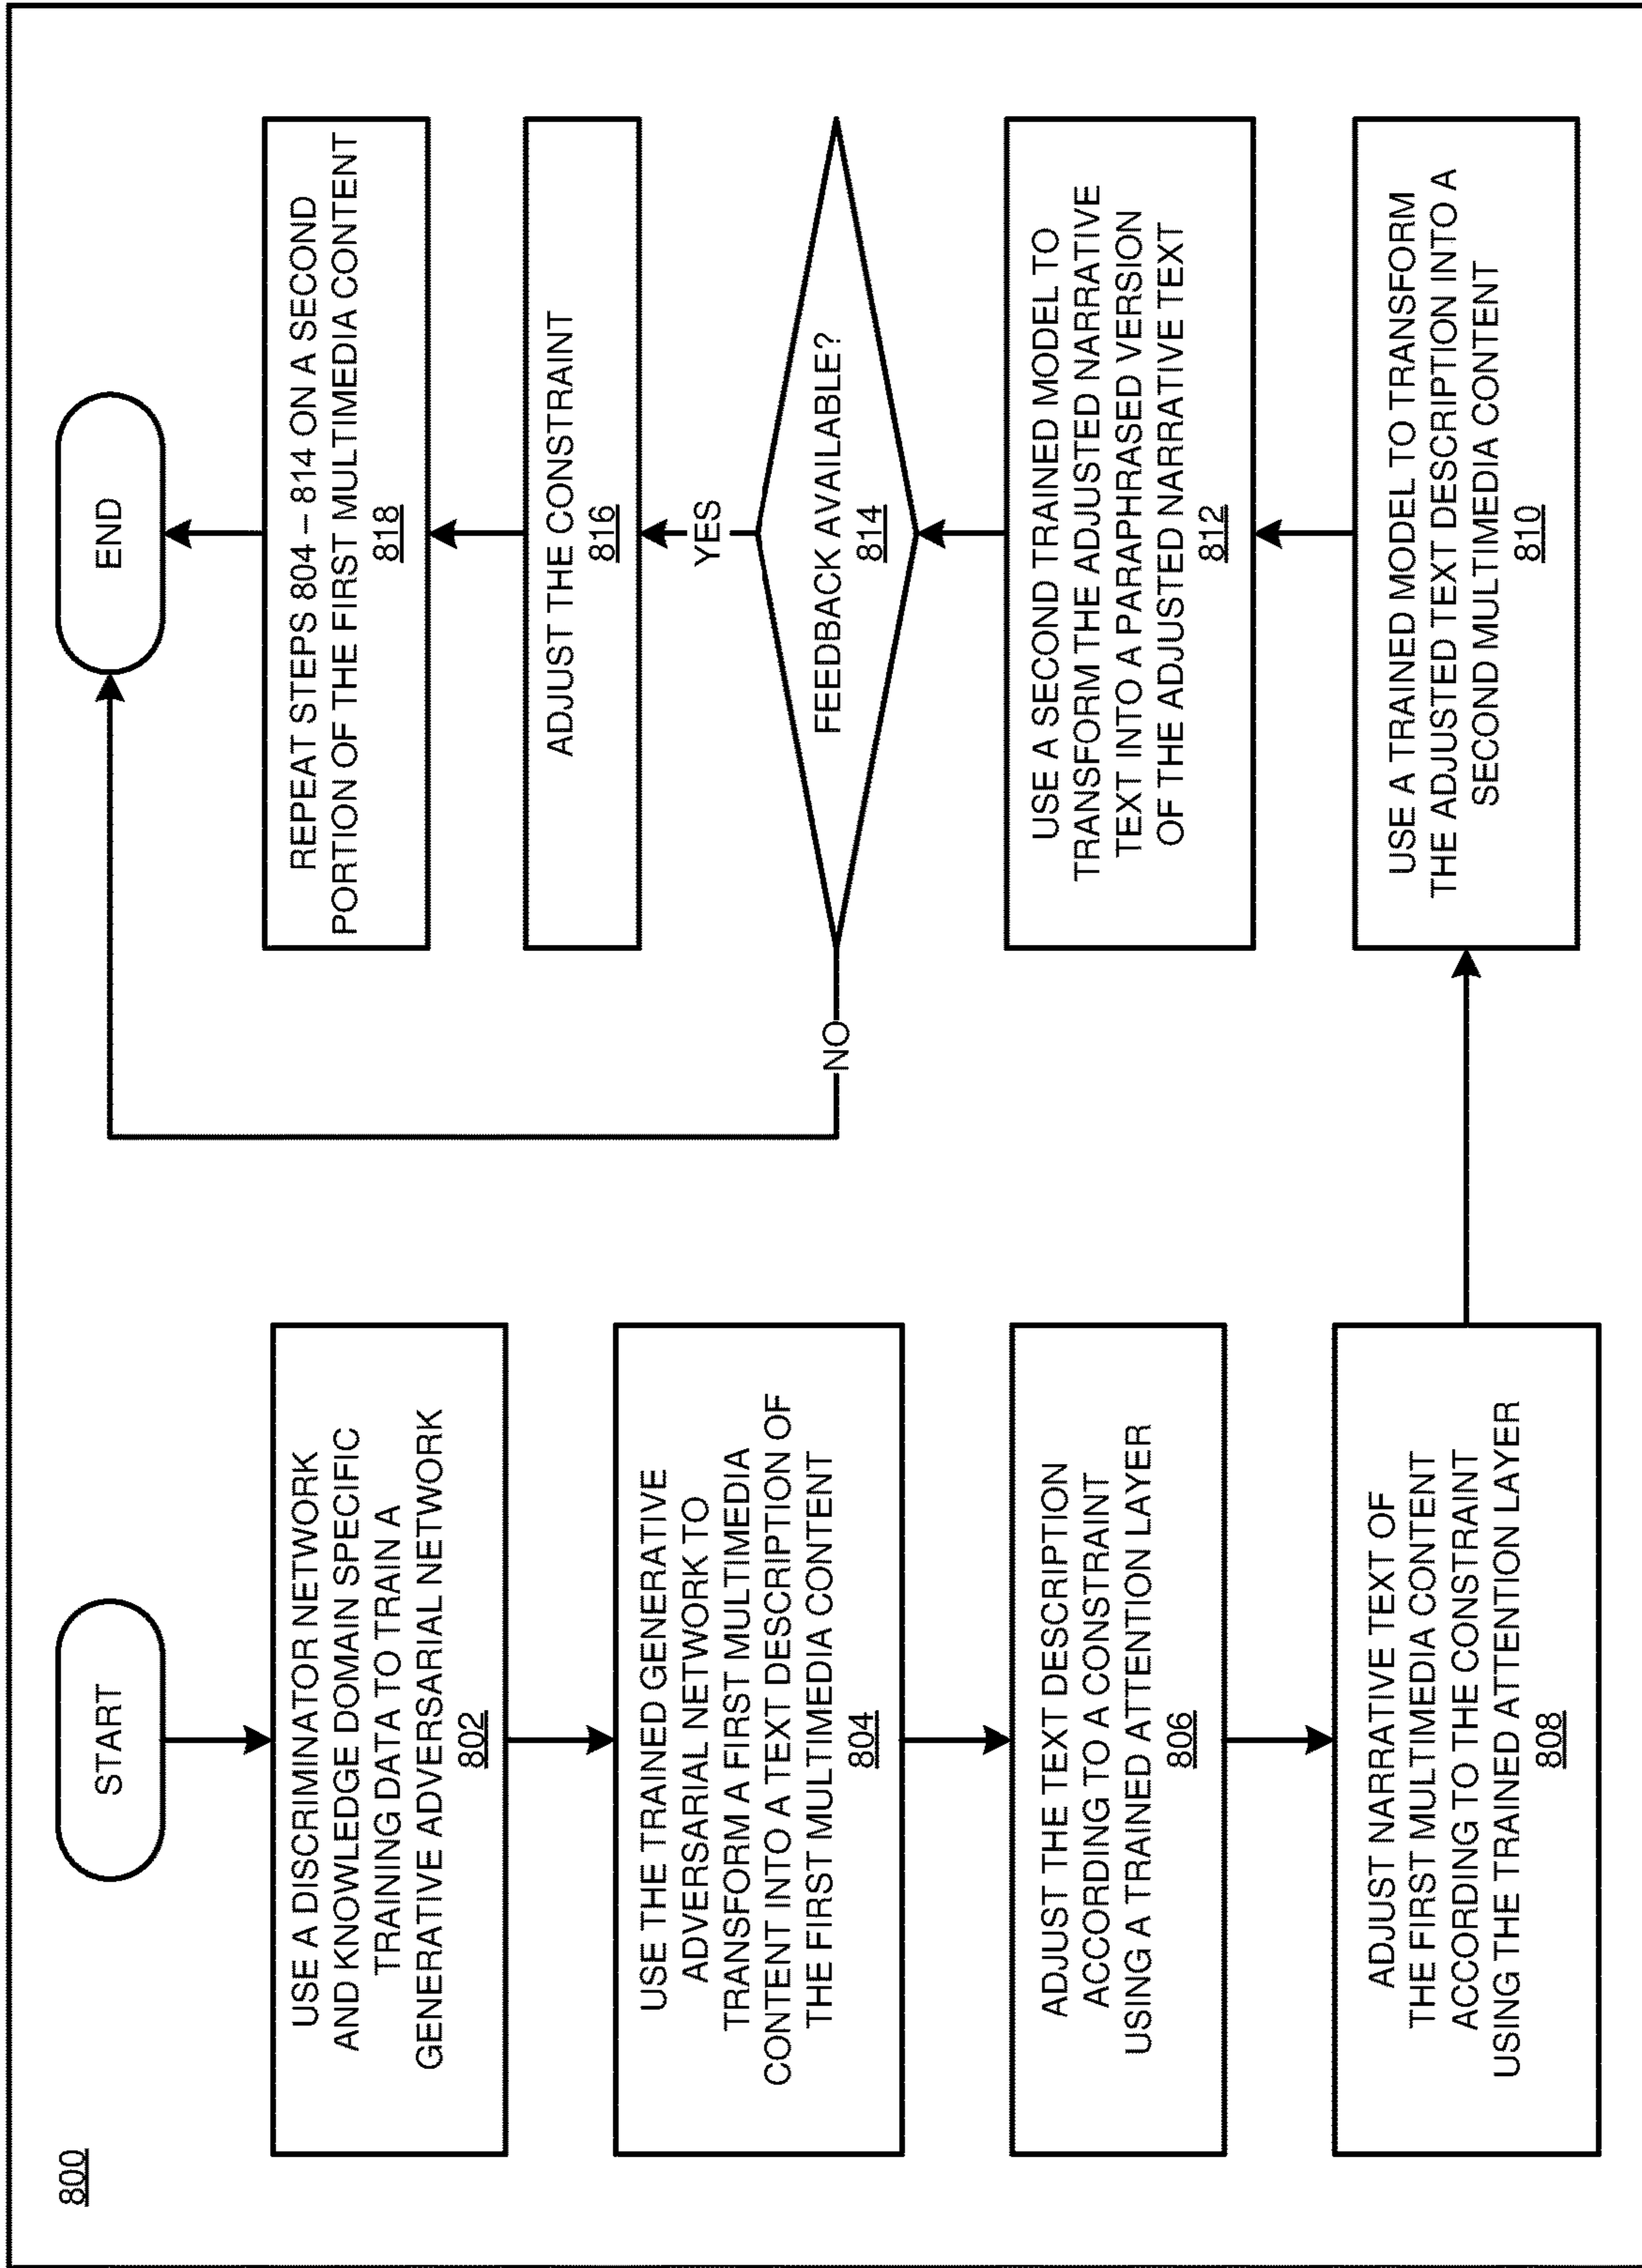 800
START
USE A DISCRIMINATOR NETWORK
AND KNOWLEDGE DOMAIN SPECIFIC
TRAINING DATA TO TRAIN A
GENERATIVE ADVERSARIAL NETWORK
802
USE THE TRAINED GENERATIVE
ADVERSARIAL NETWORK TO
TRANSFORM A FIRST MULTIMEDIA
CONTENT INTO A TEXT DESCRIPTION OF
THE FIRST MULTIMEDIA CONTENT
804
ADJUST THE TEXT DESCRIPTION
ACCORDING TO A CONSTRAINT
USING A TRAINED ATTENTION LAYER
806
ADJUST NARRATIVE TEXT OF
THE FIRST MULTIMEDIA CONTENT
ACCORDING TO THE CONSTRAINT
USING THE TRAINED ATTENTION LAYER
808
END
REPEAT STEPS 804 – 814 ON A SECOND
PORTION OF THE FIRST MULTIMEDIA CONTENT
818
ADJUST THE CONSTRAINT
816
YES
FEEDBACK AVAILABLE?
814
NO
USE A SECOND TRAINED MODEL TO
TRANSFORM THE ADJUSTED NARRATIVE
TEXT INTO A PARAPHRASED VERSION
OF THE ADJUSTED NARRATIVE TEXT
812
USE A TRAINED MODEL TO TRANSFORM
THE ADJUSTED TEXT DESCRIPTION INTO A
SECOND MULTIMEDIA CONTENT
810